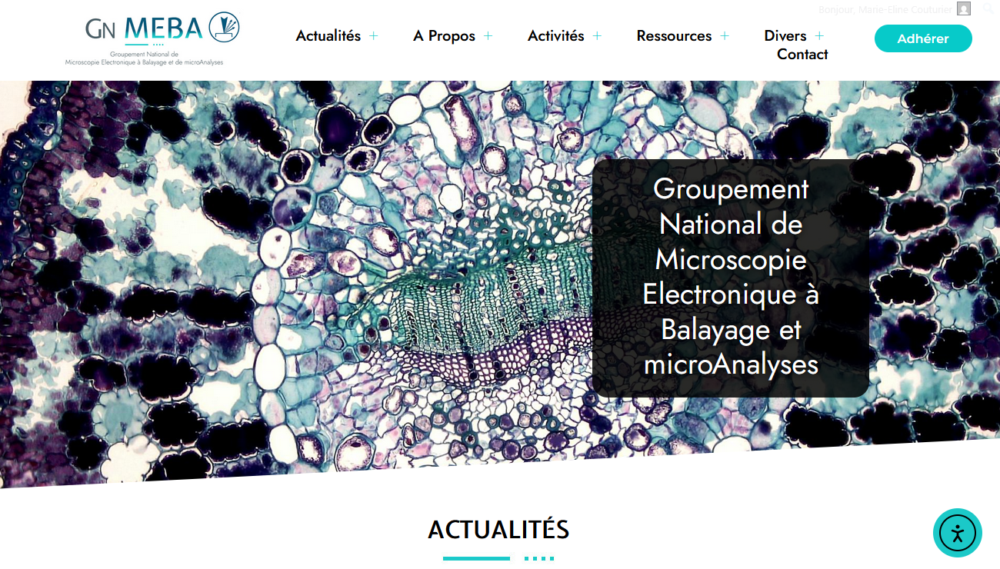 Bonjour, Marie-Eline Couturier
GN MEBA
Groupement National de
Microscopie Electronique à Balayage et de microAnalyses
Actualités
A Propos
Activités
Ressources
Divers
Contact
Adhérer
Groupement
National de
Microscopie
Electronique à
Balayage et
microAnalyses
ACTUALITÉS